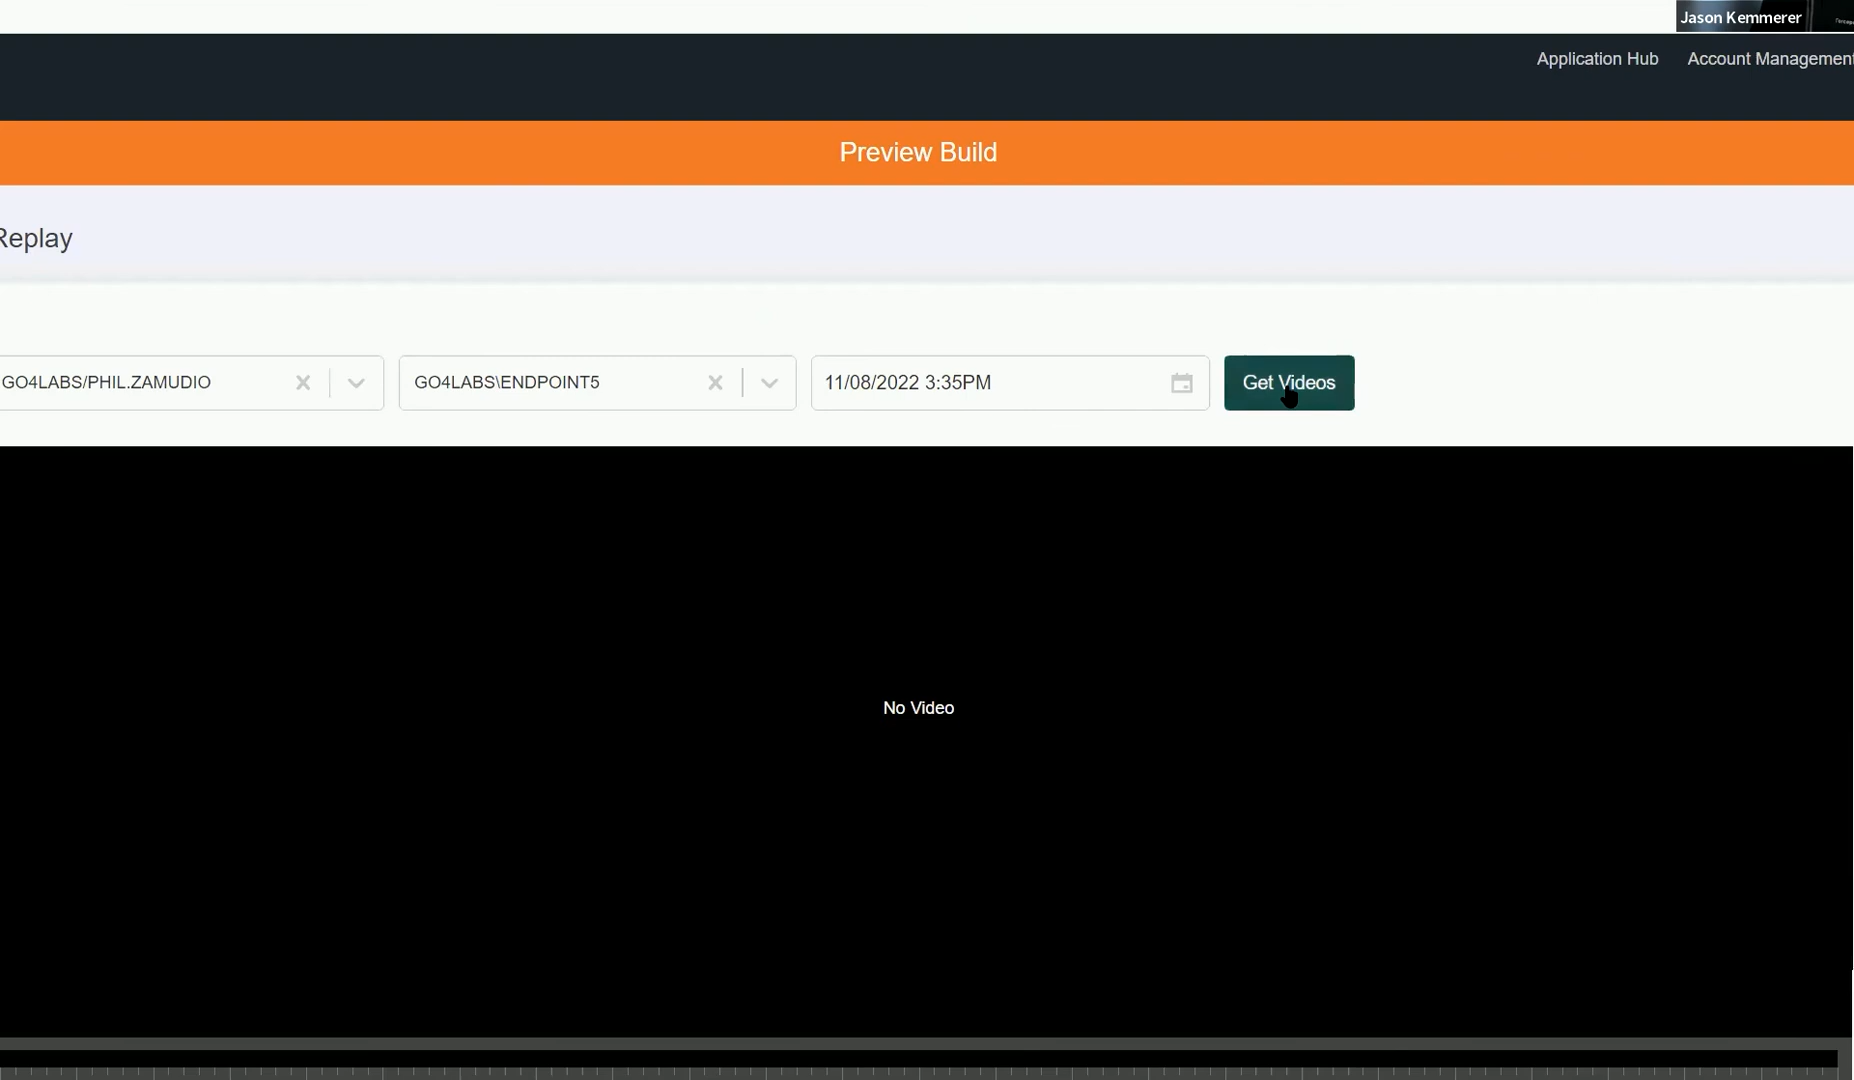 Jason Kemmerer
Application Hub Account Management
Preview Build
Replay
GO4LABS/PHIL.ZAMUDIO GO4LABS\ENDPOINT5 11/08/2022 3:35PM Get Videos
No Video